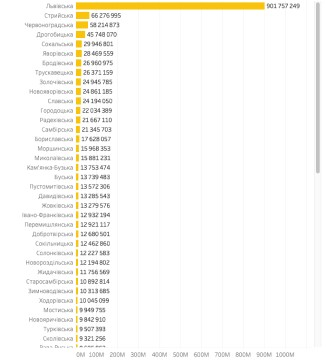 Львівська 901 757 249
Стрийська 66 276 995
Червоноградська 58 214 873
Дрогобицька 45 748 070
Сокальська 29 946 801
Яворівська 28 469 559
Бродівська 26 960 975
Трускавецька 26 371 159
Золочівська 24 945 785
Новояворівська 24 861 185
Славська 24 194 050
Городоцька 22 034 389
Радехівська 21 667 110
Самбірська 21 345 703
Бориславська 17 628 057
Моршинська 15 968 353
Миколаївська 15 881 231
Кам'янка-Бузька 13 753 474
Буська 13 739 483
Пустомитівська 13 572 306
Давидівська 13 285 543
Жовківська 13 279 576
Івано-Франківська 12 932 194
Перемишлянська 12 921 117
Добротвірська 12 680 501
Сокільницька 12 462 860
Солонківська 12 227 583
Новороздільська 12 194 802
Жидачівська 11 756 569
Старосамбірська 10 892 814
Зимноводівська 10 313 685
Ходорівська 10 045 099
Мостиська 9 949 755
Новояричівська 9 842 910
Турківська 9 507 393
Сколівська 9 321 256
0M 100M 200M 300M 400M 500M 600M 700M 800M 900M 1000M